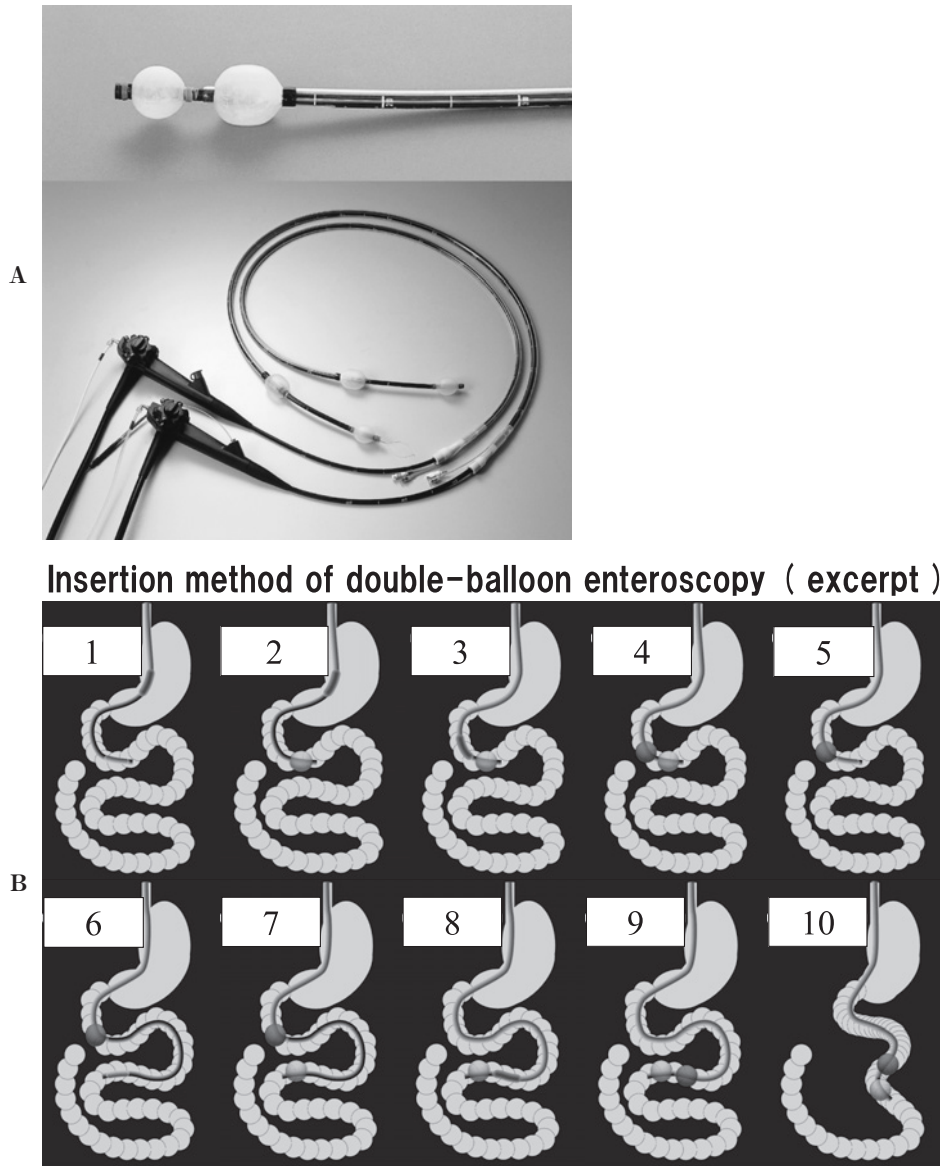 A
Insertion method of double-balloon enteroscopy ( excerpt )
1 2 3 4 5
B
6 7 8 9 10